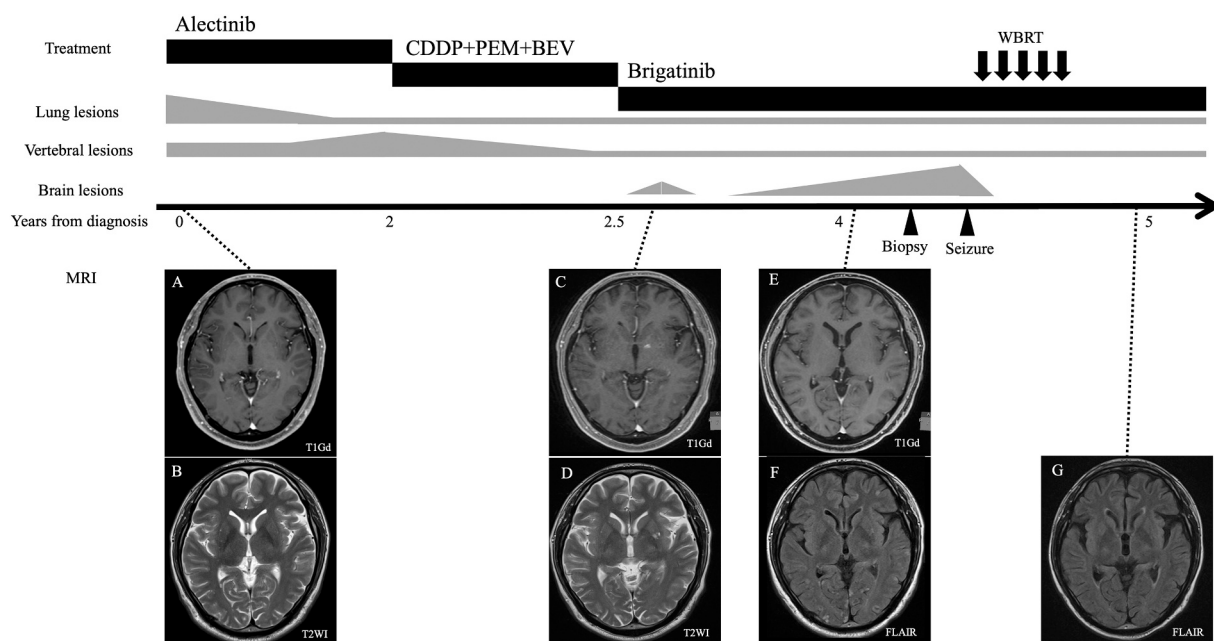 Alectinib
Treatment
CDDP+PEM+BEV
WBRT
Brigatinib
Lung lesions
Vertebral lesions
Brain lesions
Years from diagnosis
0
2
2.5
4
5
Biopsy
Seizure
MRI
A
T1Gd
C
T1Gd
E
T1Gd
B
T2WI
D
T2WI
F
FLAIR
G
FLAIR